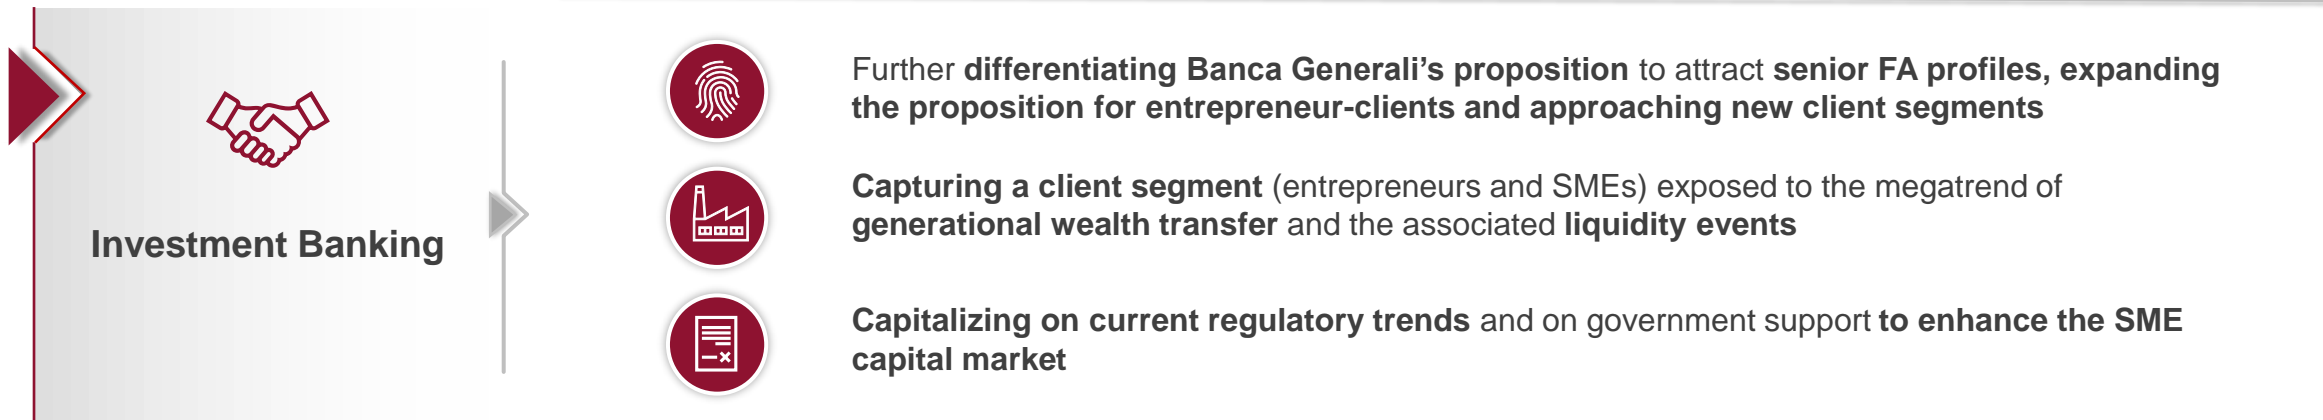 Investment Banking
Further differentiating Banca Generali’s proposition to attract senior FA profiles, expanding
the proposition for entrepreneur-clients and approaching new client segments
Capturing a client segment (entrepreneurs and SMEs) exposed to the megatrend of
generational wealth transfer and the associated liquidity events
Capitalizing on current regulatory trends and on government support to enhance the SME
capital market